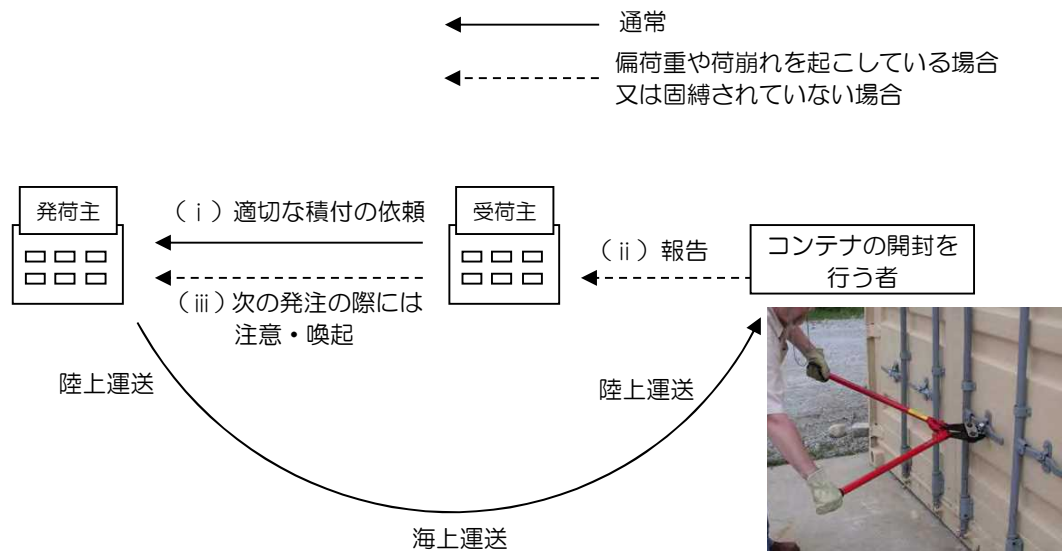 通常
偏荷重や荷崩れを起こしている場合
又は固縛されていない場合
発荷主
(ⅰ)適切な積付の依頼
受荷主
(ⅱ)報告
コンテナの開封を
行う者
(ⅲ)次の発注の際には
注意・喚起
陸上運送
陸上運送
海上運送